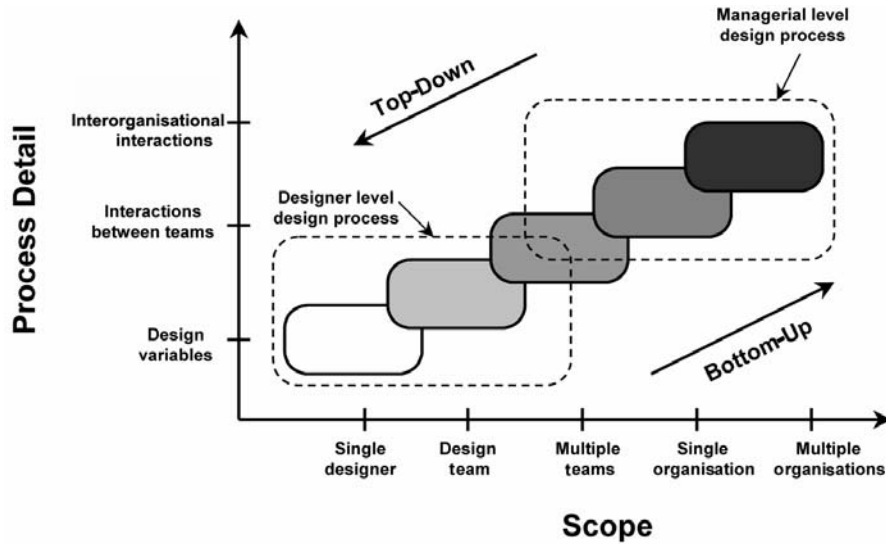 Managerial level
design process
Top-Down
Interorganisational
interactions
Designer level
design process
Interactions
between teams
Process Detail
Design
variables
Bottom-Up
Single
designer
Design
team
Multiple
teams
Single
organisation
Multiple
organisations
Scope